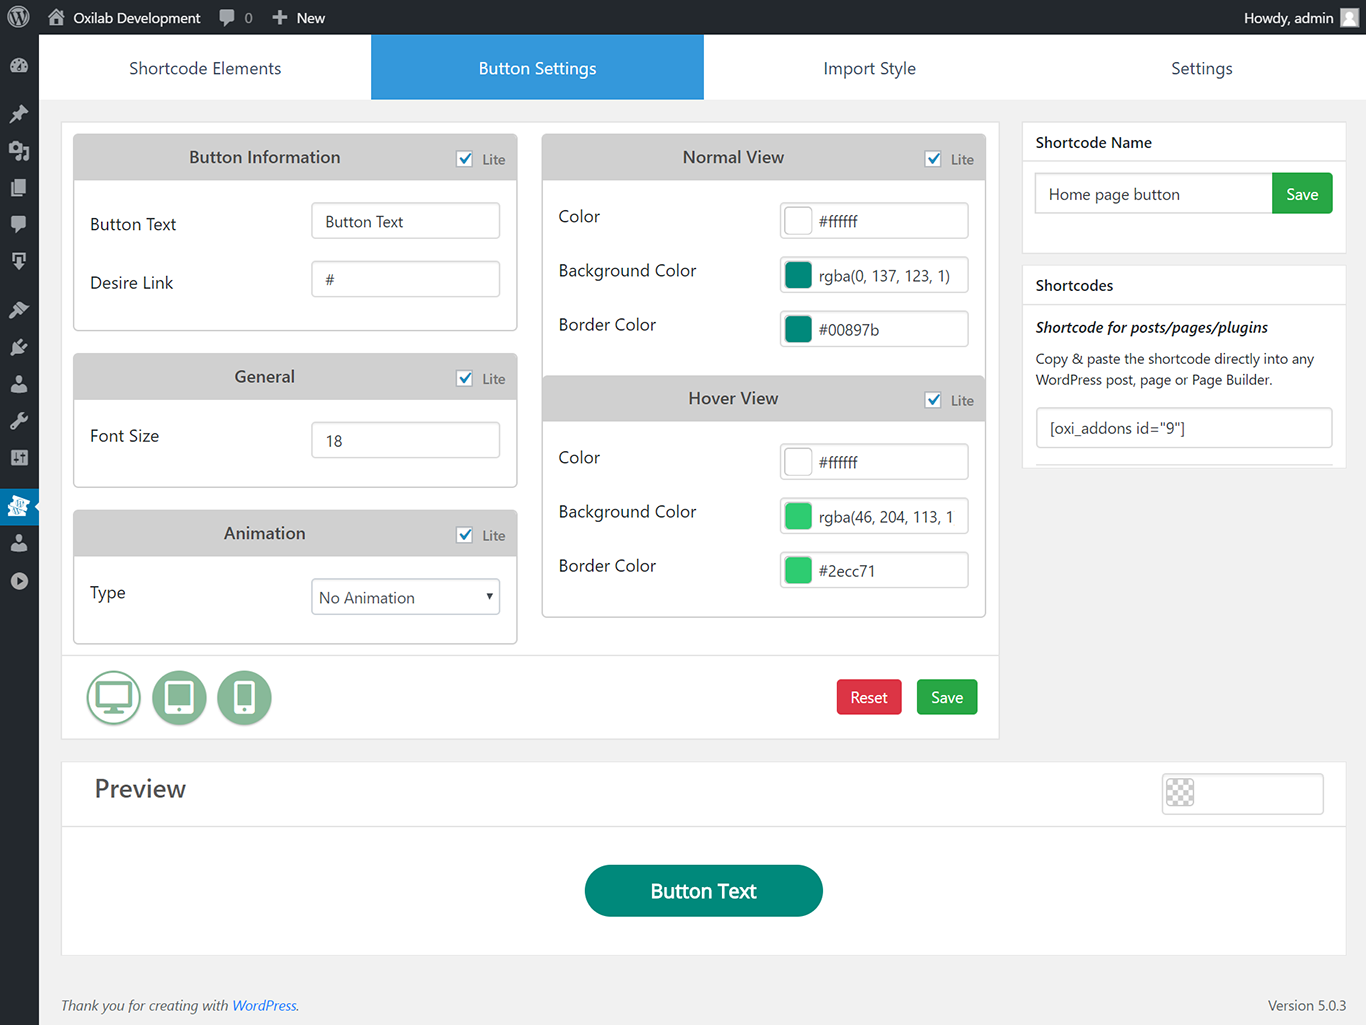 Oxilab Development 0 New Howdy, admin
Shortcode Elements Button Settings Import Style Settings
Button Information Lite
Button Text Button Text
Desire Link #
General Lite
Font Size 18
Animation Lite
Type No Animation
Normal View Lite
Color #ffffff
Background Color rgba(0, 137, 123, 1)
Border Color #00897b
Hover View Lite
Color #ffffff
Background Color rgba(46, 204, 113, 1
Border Color #2ecc71
Reset Save
Shortcode Name
Home page button Save
Shortcodes
Shortcode for posts/pages/plugins
Copy & paste the shortcode directly into any
WordPress post, page or Page Builder.
[oxi_addons id="9"]
Preview
Button Text
Thank you for creating with WordPress. Version 5.0.3